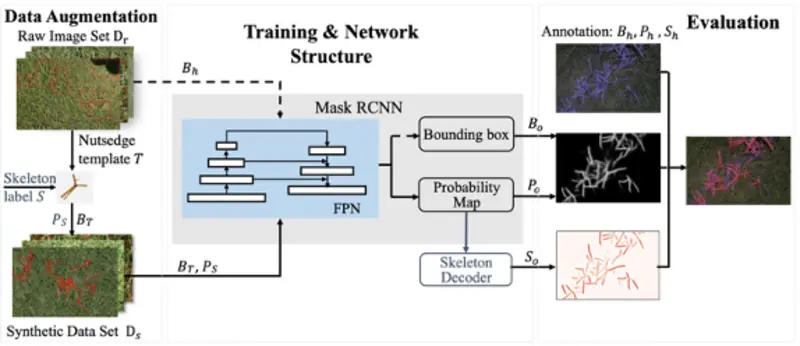 Data Augmentation
Raw Image Set D_r
Nutsedge
template T
Skeleton
label S
P_S B_T
Synthetic Data Set D_s
Training & Network
Structure
B_h
Mask RCNN
FPN
Bounding box
Probability
Map
Skeleton
Decoder
B_T, P_S
B_o
P_o
S_o
Evaluation
Annotation: B_h, P_h , S_h